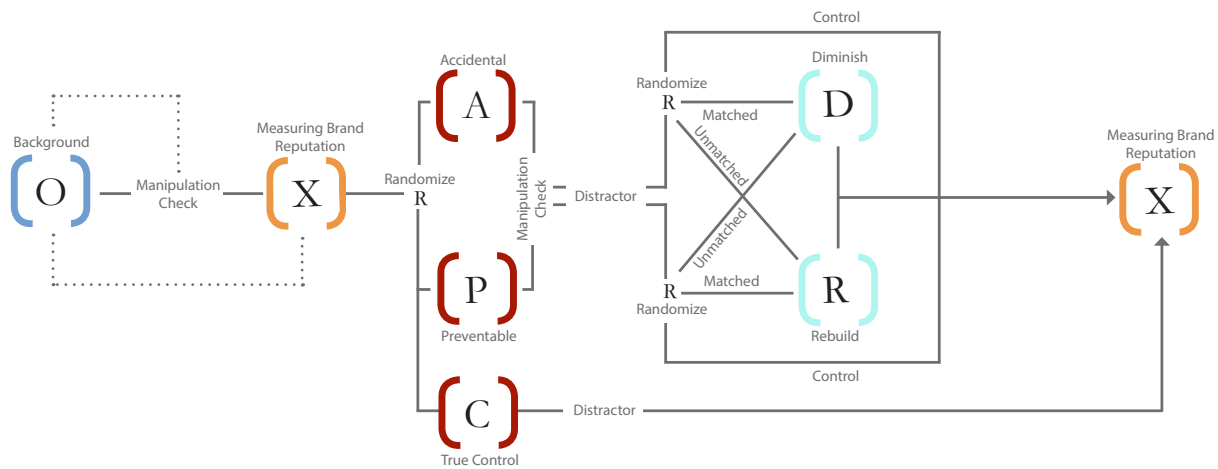 Background
O
Manipulation
Check
Measuring Brand
Reputation
X
Randomize
R
Accidental
A
Preventable
P
True Control
C
Manipulation
Check
Distractor
Distractor
Control
Randomize
R
Matched
Unmatched
Unmatched
Matched
R
Randomize
Diminish
D
R
Rebuild
Control
Measuring Brand
Reputation
X